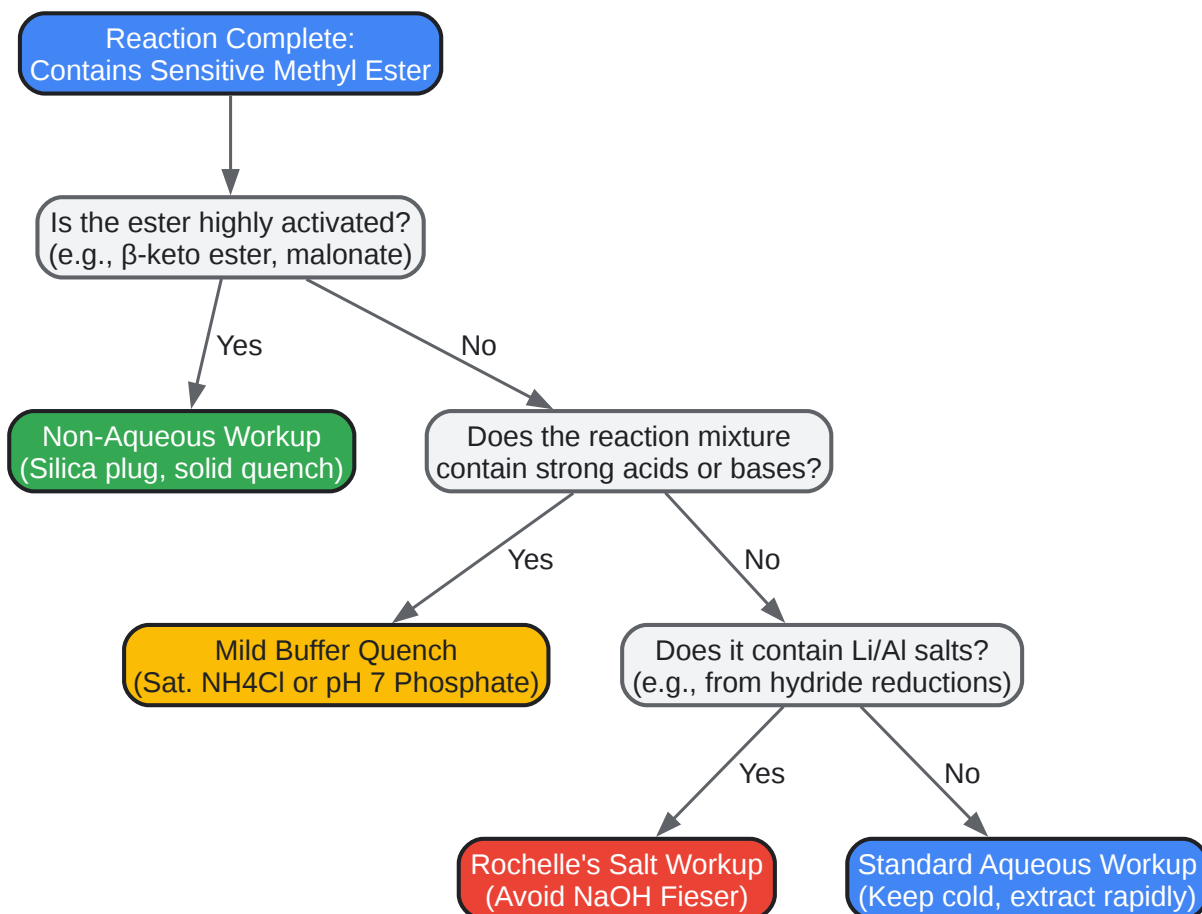 Reaction Complete:
Contains Sensitive Methyl Ester
Is the ester highly activated?
(e.g., β-keto ester, malonate)
Yes
No
Non-Aqueous Workup
(Silica plug, solid quench)
Does the reaction mixture
contain strong acids or bases?
Yes
No
Mild Buffer Quench
(Sat. NH4Cl or pH 7 Phosphate)
Does it contain Li/Al salts?
(e.g., from hydride reductions)
Yes
No
Rochelle's Salt Workup
(Avoid NaOH Fieser)
Standard Aqueous Workup
(Keep cold, extract rapidly)